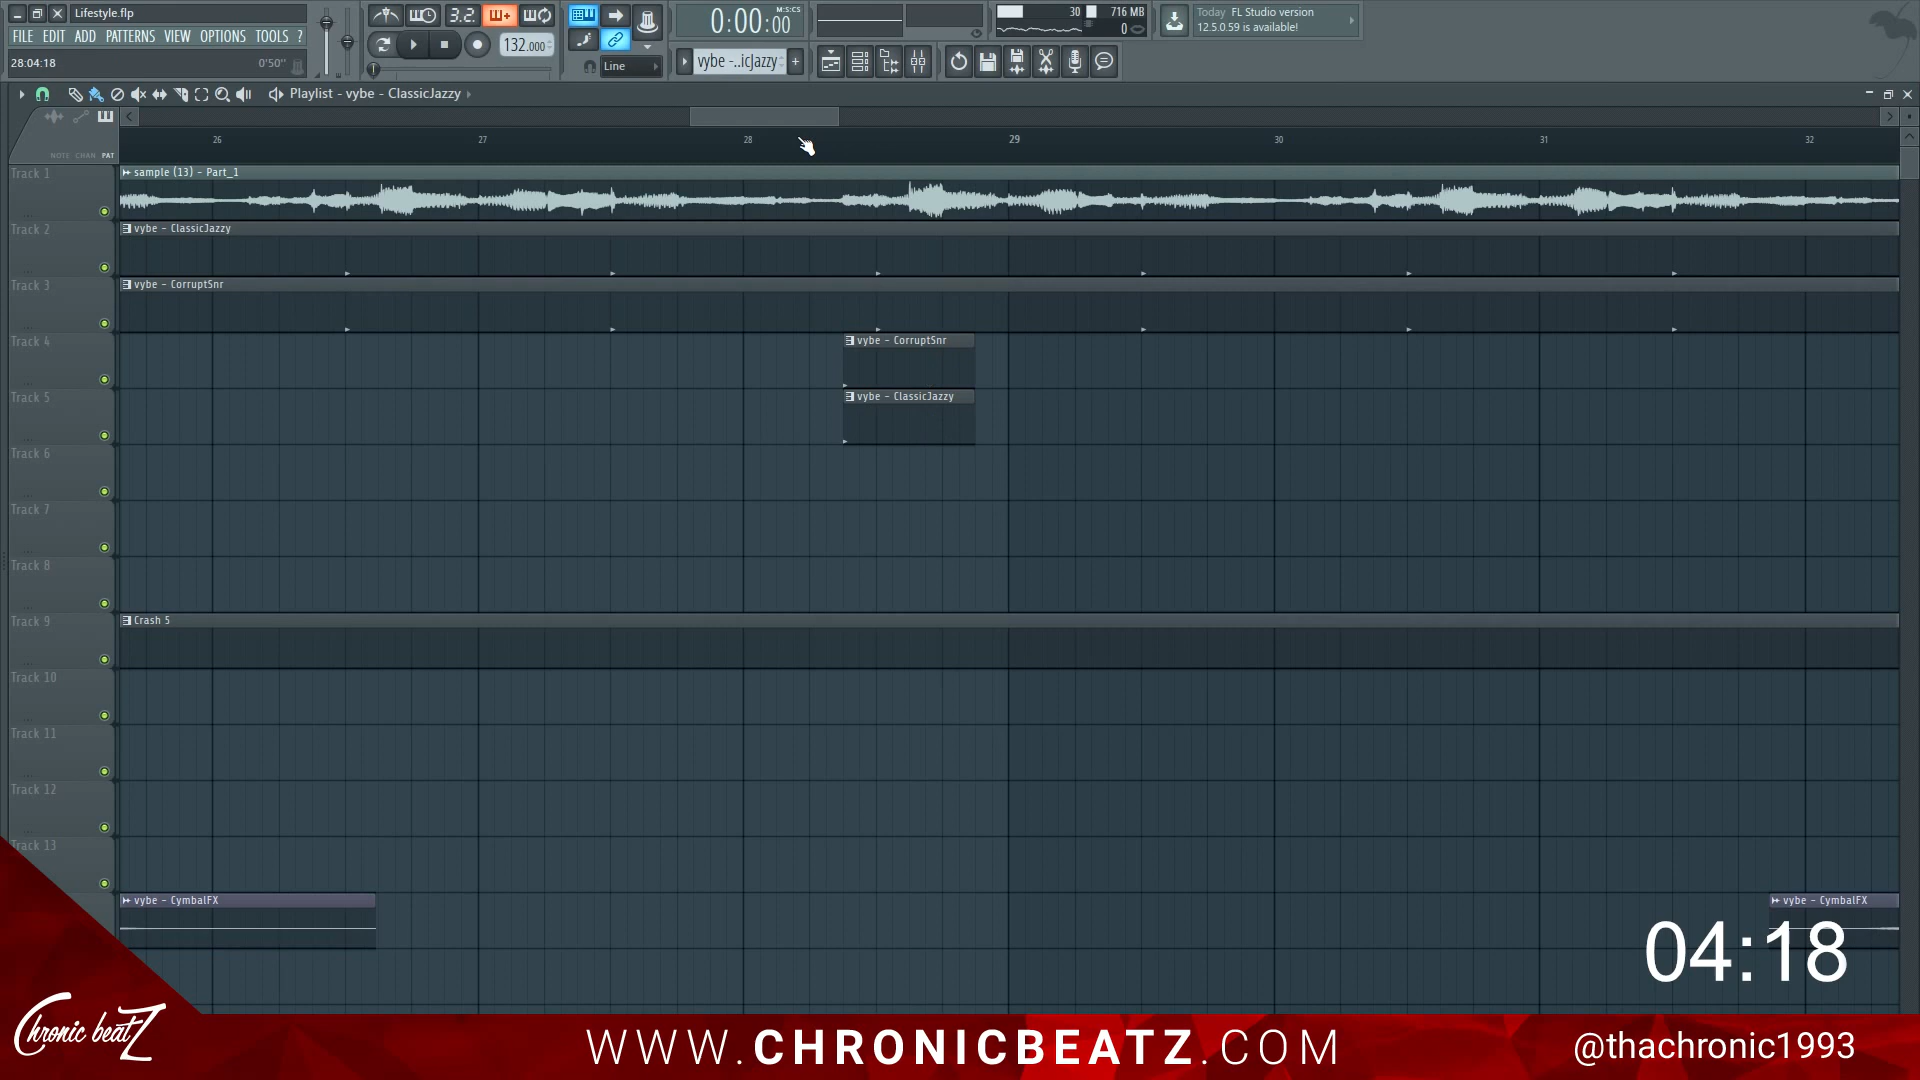 Lifestyle.flp
FILE EDIT ADD PATTERNS VIEW OPTIONS TOOLS ?
28:04:18 0'50"
3.2.
132.000
Line
0:00:00
M:S:CS
vybe -..icJazzy
30 716 MB
0
Today FL Studio version
12.5.0.59 is available!
Playlist - vybe - ClassicJazzy
NOTE CHAN PAT
26 27 28 29 30 31 32
Track 1
sample (13) - Part_1
Track 2
vybe - ClassicJazzy
Track 3
vybe - CorruptSnr
Track 4
vybe - CorruptSnr
Track 5
vybe - ClassicJazzy
Track 6
Track 7
Track 8
Track 9
Crash 5
Track 10
Track 11
Track 12
Track 13
vybe - CymbalFX
vybe - CymbalFX
04:18
Chronic beatZ
WWW.CHRONICBEATZ.COM
@thachronic1993